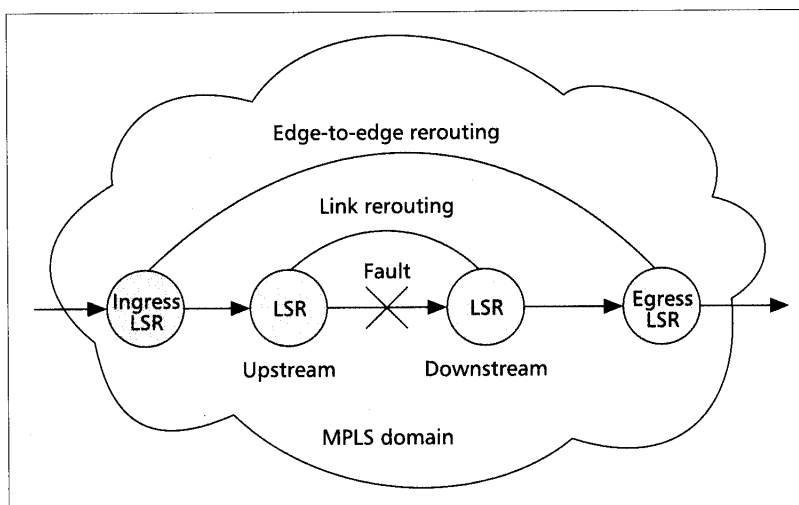 Edge-to-edge rerouting
Link rerouting
Fault
Ingress
LSR
LSR
LSR
Egress
LSR
Upstream
Downstream
MPLS domain